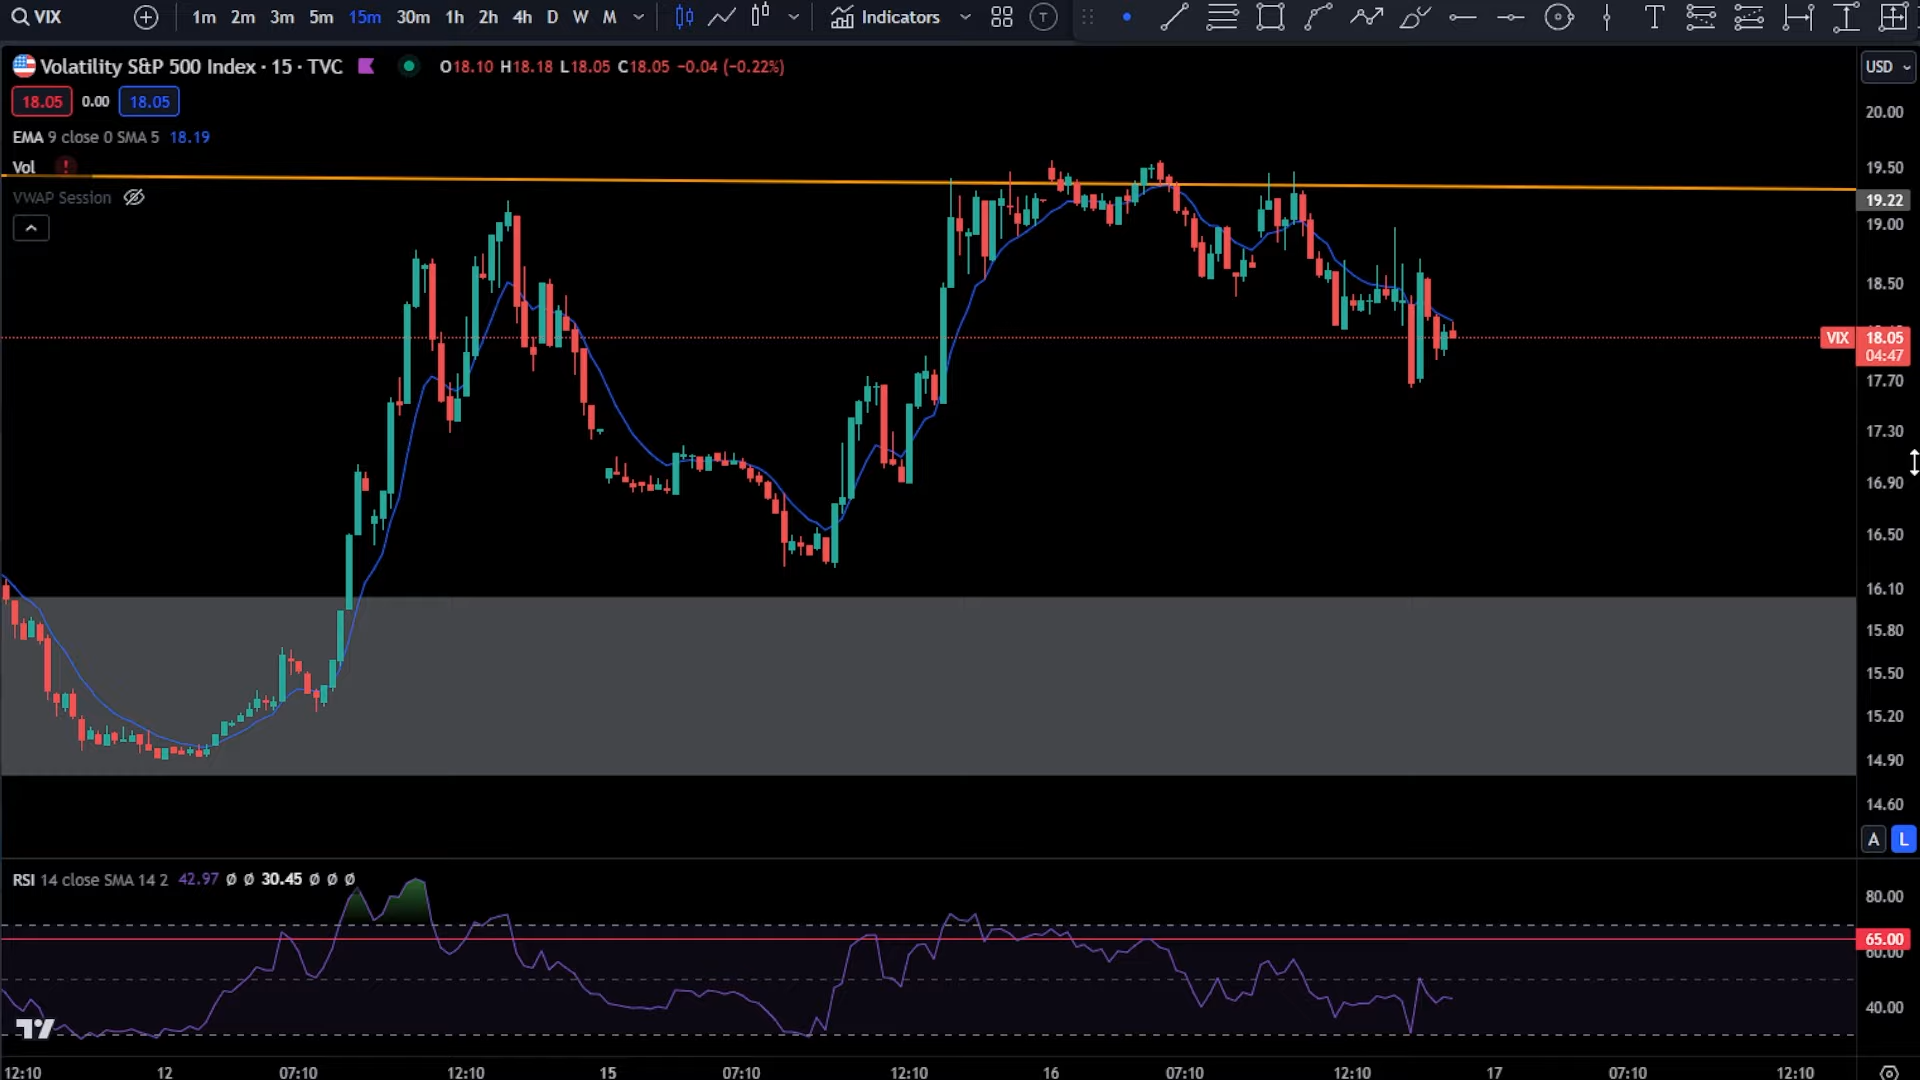 VIX 1m 2m 3m 5m 15m 30m 1h 2h 4h D W M Indicators T T
Volatility S&P 500 Index · 15 · TVC O18.10 H18.18 L18.05 C18.05 −0.04 (−0.22%) USD
18.05 0.00 18.05
EMA 9 close 0 SMA 5 18.19
Vol !
VWAP Session
20.00
19.50
19.22
19.00
18.50
VIX 18.05
04:47
17.70
17.30
16.90
16.50
16.10
15.80
15.50
15.20
14.90
14.60
A L
RSI 14 close SMA 14 2 42.97 Ø Ø 30.45 Ø Ø Ø
80.00
65.00
60.00
40.00
12:10 12 07:10 12:10 15 07:10 12:10 16 07:10 12:10 17 07:10 12:10